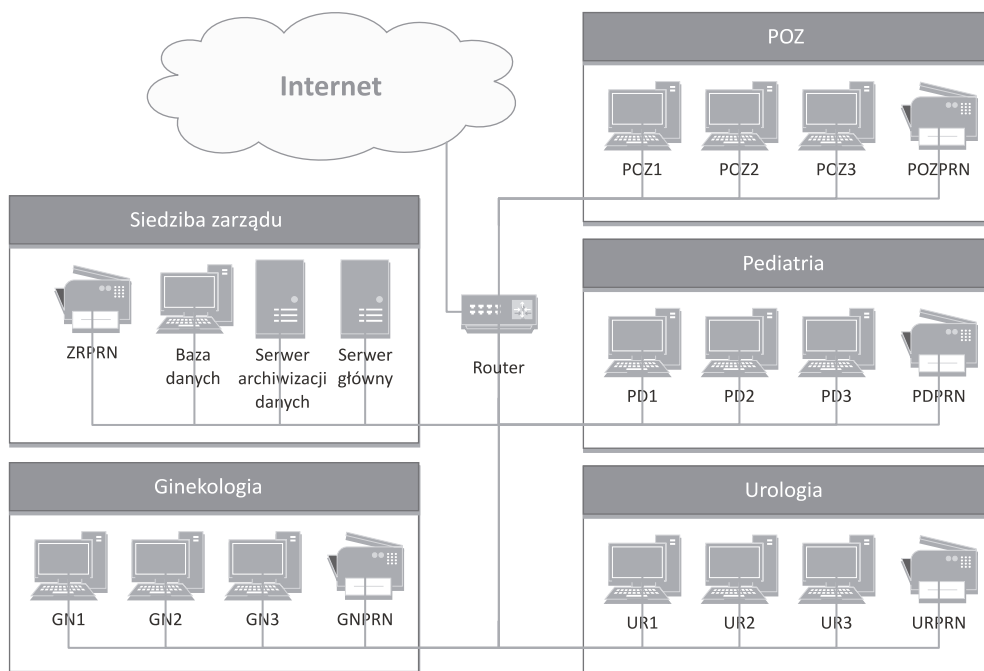 Internet
POZ
POZ1 POZ2 POZ3 POZPRN
Siedziba zarządu
ZRPRN
Baza
danych
Serwer
archiwizacji
danych
Serwer
główny
Router
Pediatria
PD1 PD2 PD3 PDPRN
Ginekologia
GN1 GN2 GN3 GNPRN
Urologia
UR1 UR2 UR3 URPRN